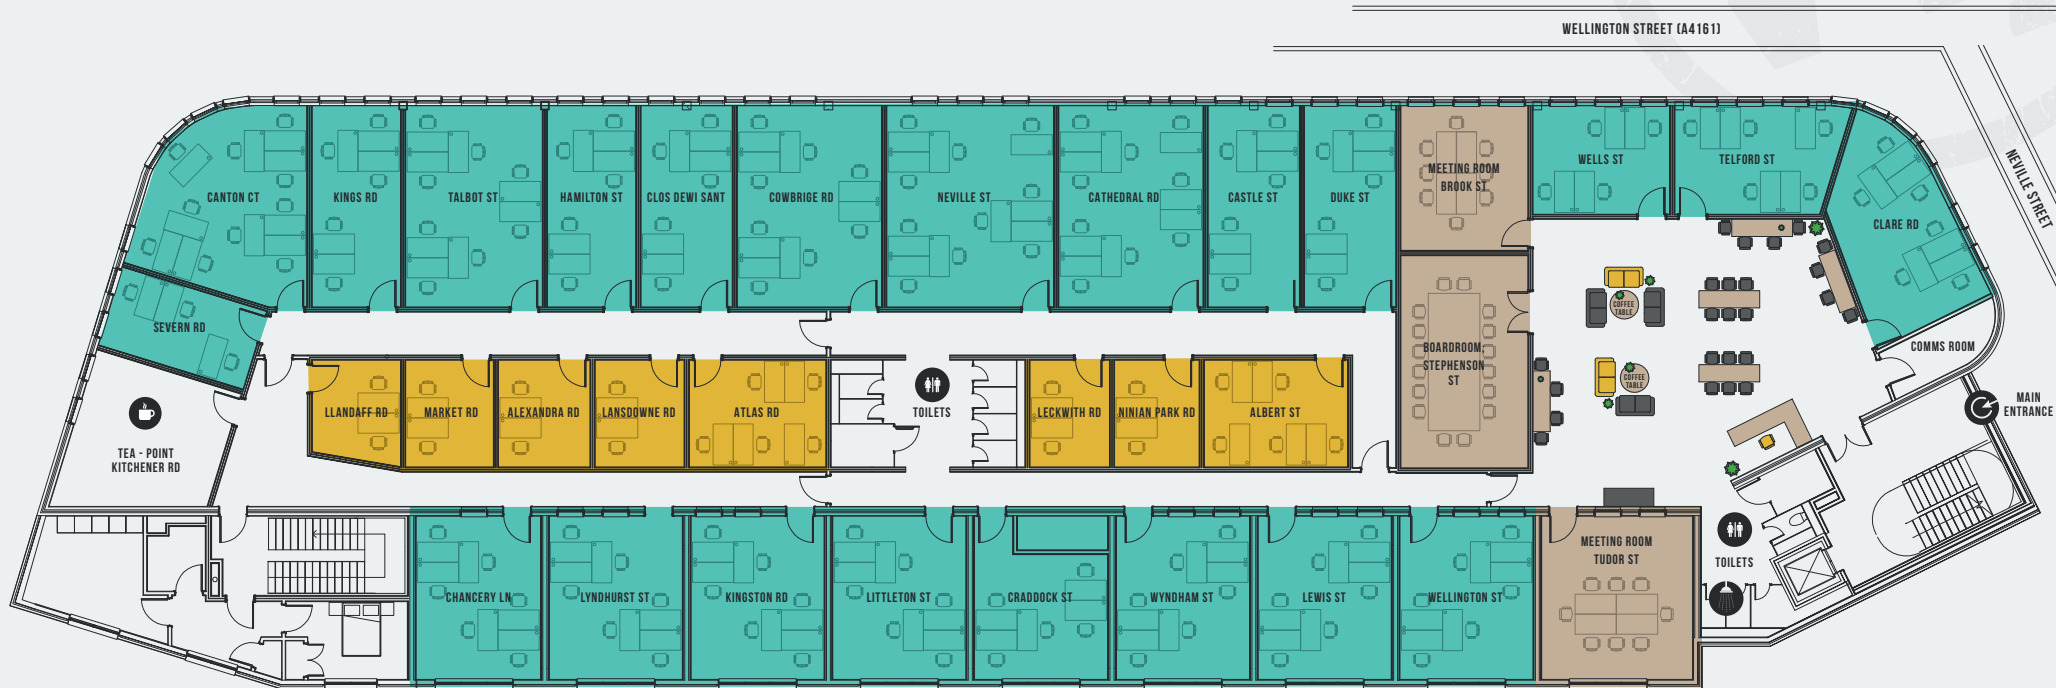 WELLINGTON STREET (A4161)
NEVILLE STREET
CANTON CT
KINGS RD
TALBOT ST
HAMILTON ST
CLOS DEWI SANT
COWBRIGE RD
NEVILLE ST
CATHEDRAL RD
CASTLE ST
DUKE ST
MEETING ROOM
BROOK ST
WELLS ST
TELFORD ST
CLARE RD
SEVERN RD
COFFEE
TABLE
BOARDROOM;
STEPHENSON
ST
COMMS ROOM
COFFEE
TABLE
MAIN
ENTRANCE
LLANDAFF RD
MARKET RD
ALEXANDRA RD
LANSDOWNE RD
ATLAS RD
TOILETS
LECKWITH RD
NINIAN PARK RD
ALBERT ST
TEA - POINT
KITCHENER RD
MEETING ROOM
TUDOR ST
TOILETS
CHANCERY LN
LYNDHURST ST
KINGSTON RD
LITTLETON ST
CRADDOCK ST
WYNDHAM ST
LEWIS ST
WELLINGTON ST